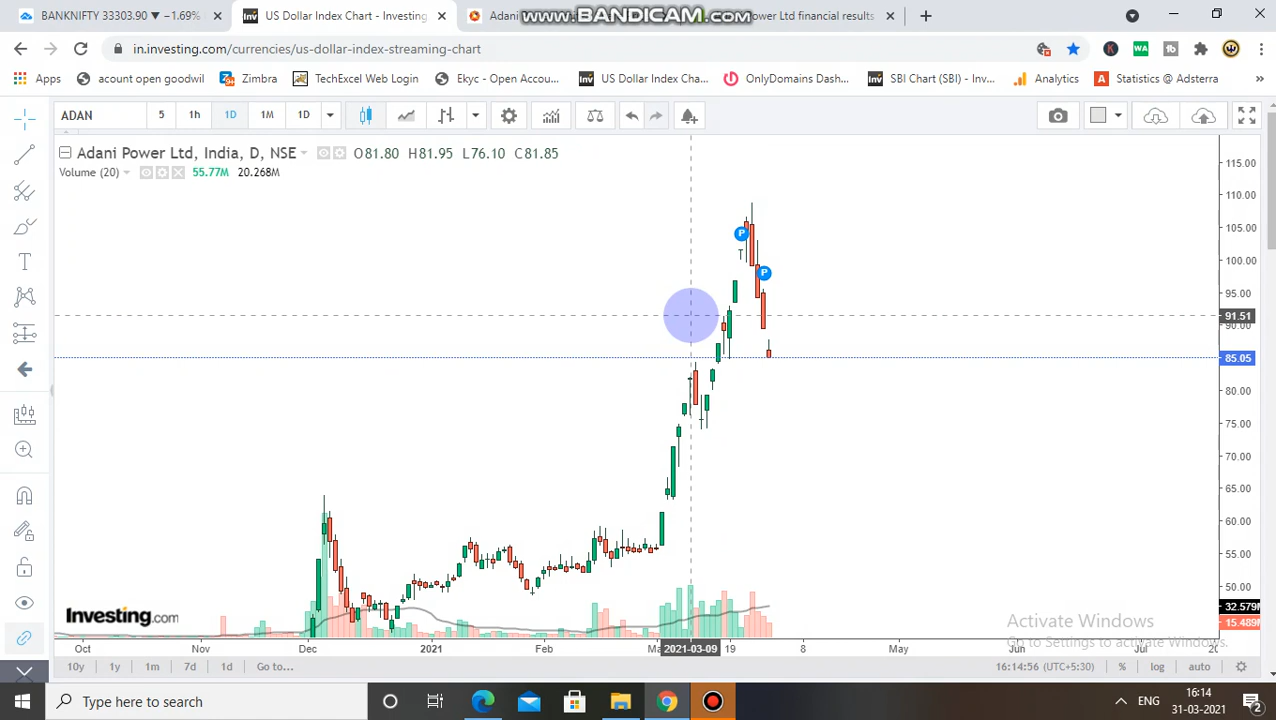 BANKNIFTY 33303.90 ▼ −1.69% ×
US Dollar Index Chart - Investing ×
Adani
Power Ltd financial results ×
www.BANDICAM.com
in.investing.com/currencies/us-dollar-index-streaming-chart
Apps
acount open goodwil
Zimbra
TechExcel Web Login
Ekyc - Open Accou...
US Dollar Index Cha...
OnlyDomains Dash...
SBI Chart (SBI) - Inv...
Analytics
Statistics @ Adsterra
»
ADAN
5 1h 1D 1M 1D
Adani Power Ltd, India, D, NSE
O81.80 H81.95 L76.10 C81.85
Volume (20) 55.77M 20.268M
P
P
T
115.00
110.00
105.00
100.00
95.00
91.51
90.00
85.05
80.00
75.00
70.00
65.00
60.00
55.00
50.00
32.579M
15.489M
Investing.com
Activate Windows
Go to Settings to activate Windows.
Oct Nov Dec 2021 Feb Ma 2021-03-09 19 8 May Jun Jul 20
10y 1y 1m 7d 1d Go to...
16:14:56 (UTC+5:30) % log auto
Type here to search
ENG
16:14
31-03-2021
2